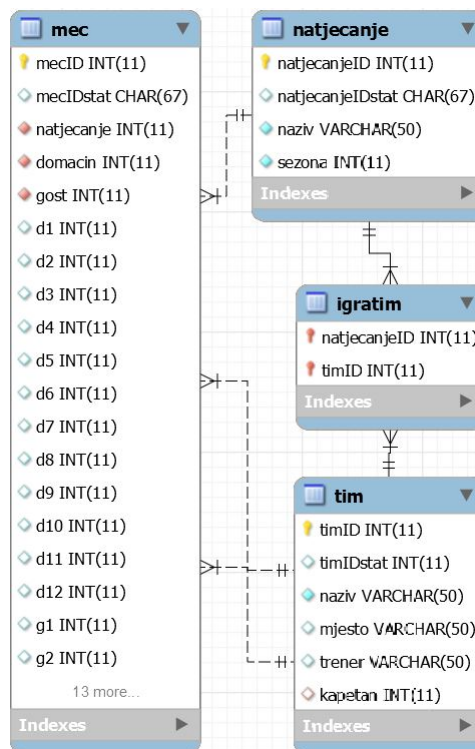 mec
mecID INT(11)
mecIDstat CHAR(67)
natjecanje INT(11)
domacin INT(11)
gost INT(11)
d1 INT(11)
d2 INT(11)
d3 INT(11)
d4 INT(11)
d5 INT(11)
d6 INT(11)
d7 INT(11)
d8 INT(11)
d9 INT(11)
d10 INT(11)
d11 INT(11)
d12 INT(11)
g1 INT(11)
g2 INT(11)
13 more...
Indexes
natjecanje
natjecanjeID INT(11)
natjecanjeIDstat CHAR(67)
naziv VARCHAR(50)
sezona INT(11)
Indexes
igratim
natjecanjeID INT(11)
timID INT(11)
Indexes
tim
timID INT(11)
timIDstat INT(11)
naziv VARCHAR(50)
mjesto VARCHAR(50)
trener VARCHAR(50)
kapetan INT(11)
Indexes